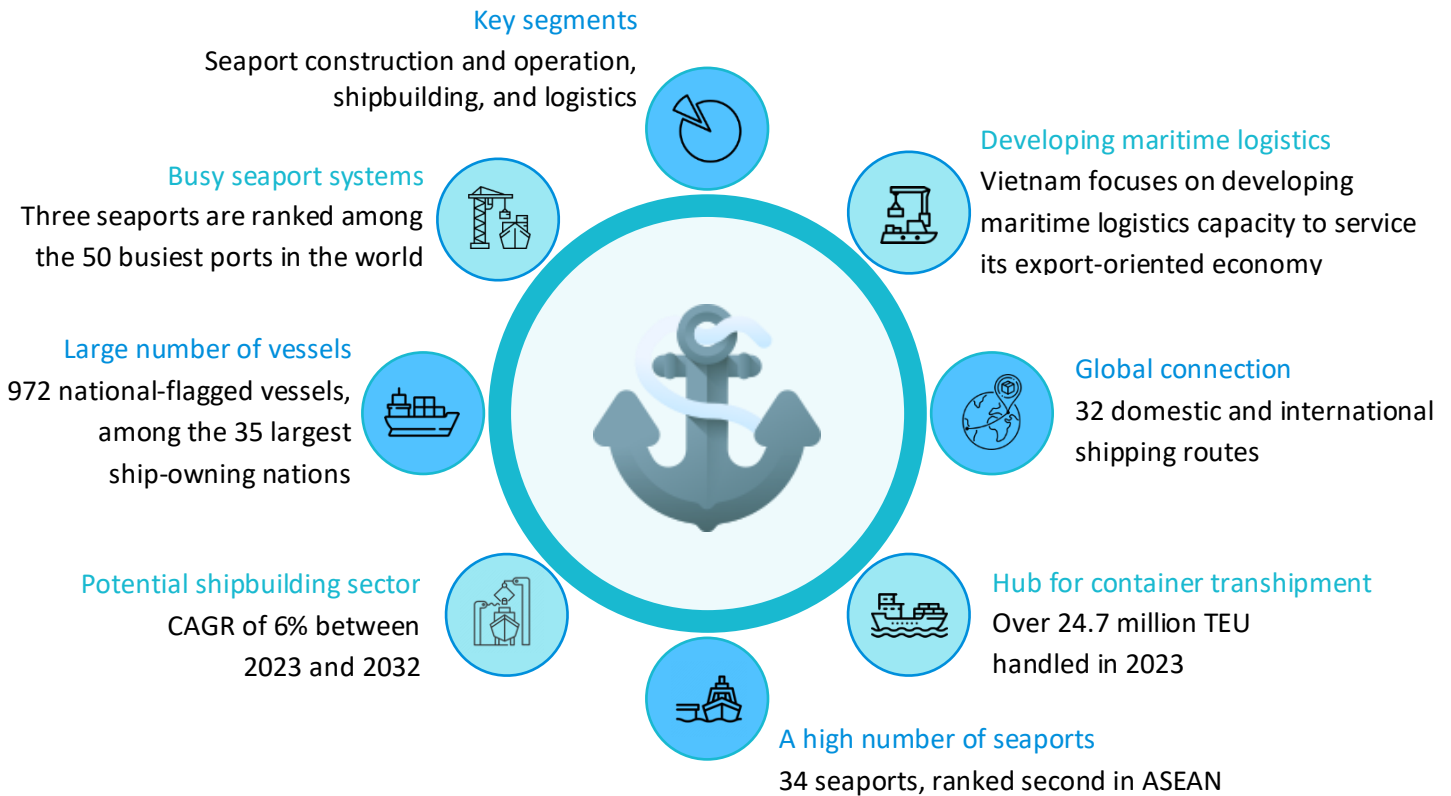 Key segments
Seaport construction and operation,
shipbuilding, and logistics
Developing maritime logistics
Vietnam focuses on developing
maritime logistics capacity to service
its export-oriented economy
Busy seaport systems
Three seaports are ranked among
the 50 busiest ports in the world
Large number of vessels
972 national-flagged vessels,
among the 35 largest
ship-owning nations
Global connection
32 domestic and international
shipping routes
Potential shipbuilding sector
CAGR of 6% between
2023 and 2032
Hub for container transhipment
Over 24.7 million TEU
handled in 2023
A high number of seaports
34 seaports, ranked second in ASEAN